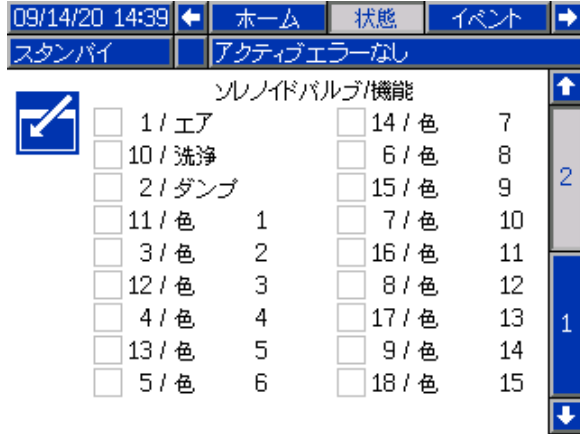 09/14/20 14:39 ホーム 状態 イベント
スタンバイ アクティブエラーなし
ソレノイドバルブ/機能
1 / エア 14 / 色 7
10 / 洗浄 6 / 色 8
2 / ダンプ 15 / 色 9
11 / 色 1 7 / 色 10
3 / 色 2 16 / 色 11
12 / 色 3 8 / 色 12
4 / 色 4 17 / 色 13
13 / 色 5 9 / 色 14
5 / 色 6 18 / 色 15
2
1